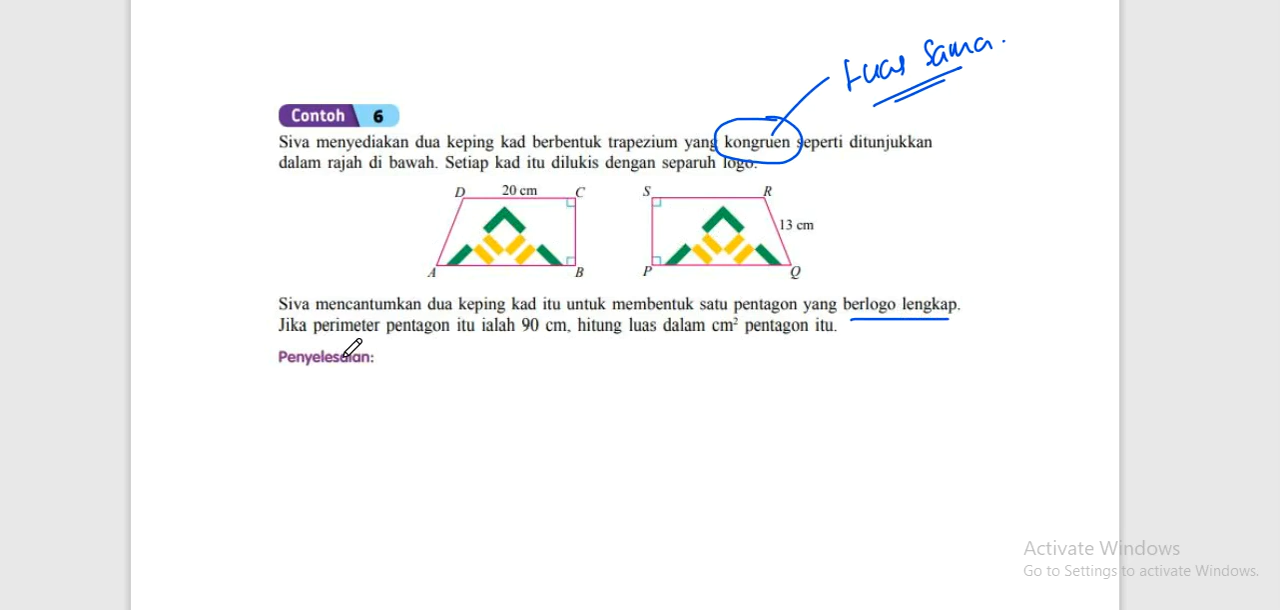 Luas Sama.
Contoh 6
Siva menyediakan dua keping kad berbentuk trapezium yang kongruen seperti ditunjukkan
dalam rajah di bawah. Setiap kad itu dilukis dengan separuh logo.
D 20 cm C S R
13 cm
A B P Q
Siva mencantumkan dua keping kad itu untuk membentuk satu pentagon yang berlogo lengkap.
Jika perimeter pentagon itu ialah 90 cm, hitung luas dalam cm² pentagon itu.
Penyelesaian:
Activate Windows
Go to Settings to activate Windows.